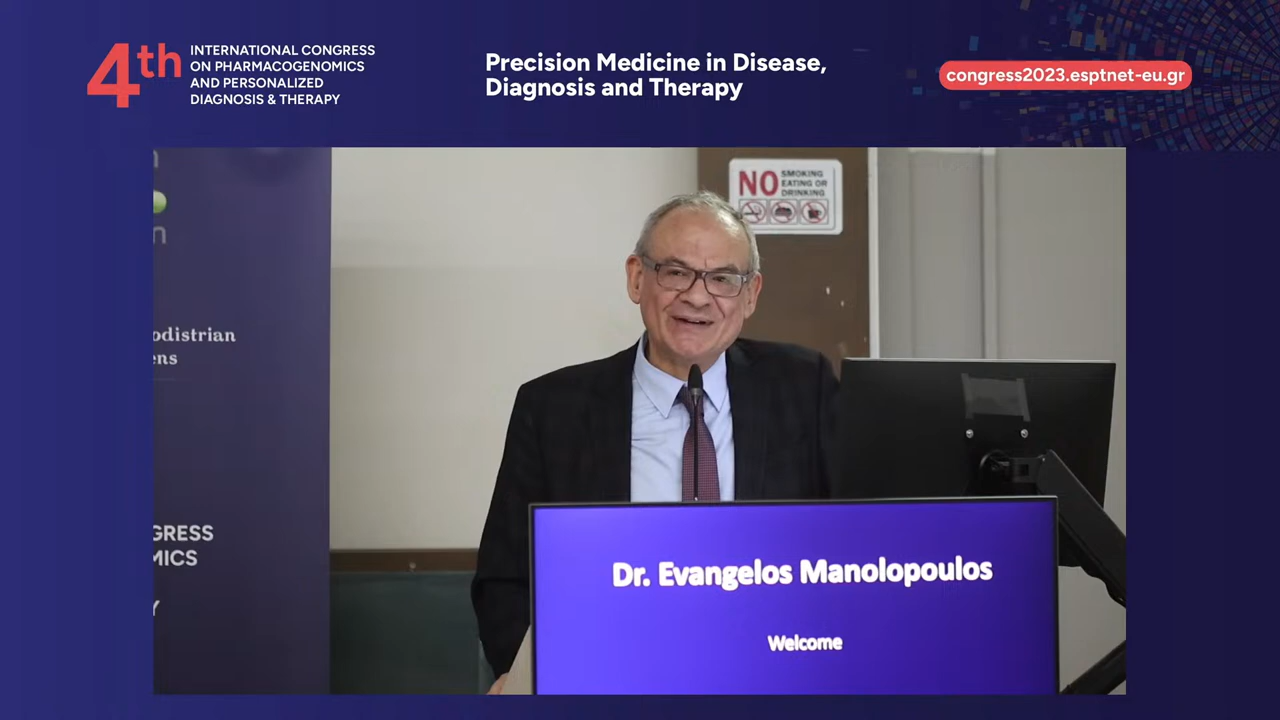 4th
INTERNATIONAL CONGRESS
ON PHARMACOGENOMICS
AND PERSONALIZED
DIAGNOSIS & THERAPY
Precision Medicine in Disease,
Diagnosis and Therapy
congress2023.esptnet-eu.gr
NO
SMOKING
EATING OR
DRINKING
n
n
odistrian
ens
GRESS
MICS
Y
Dr. Evangelos Manolopoulos
Welcome